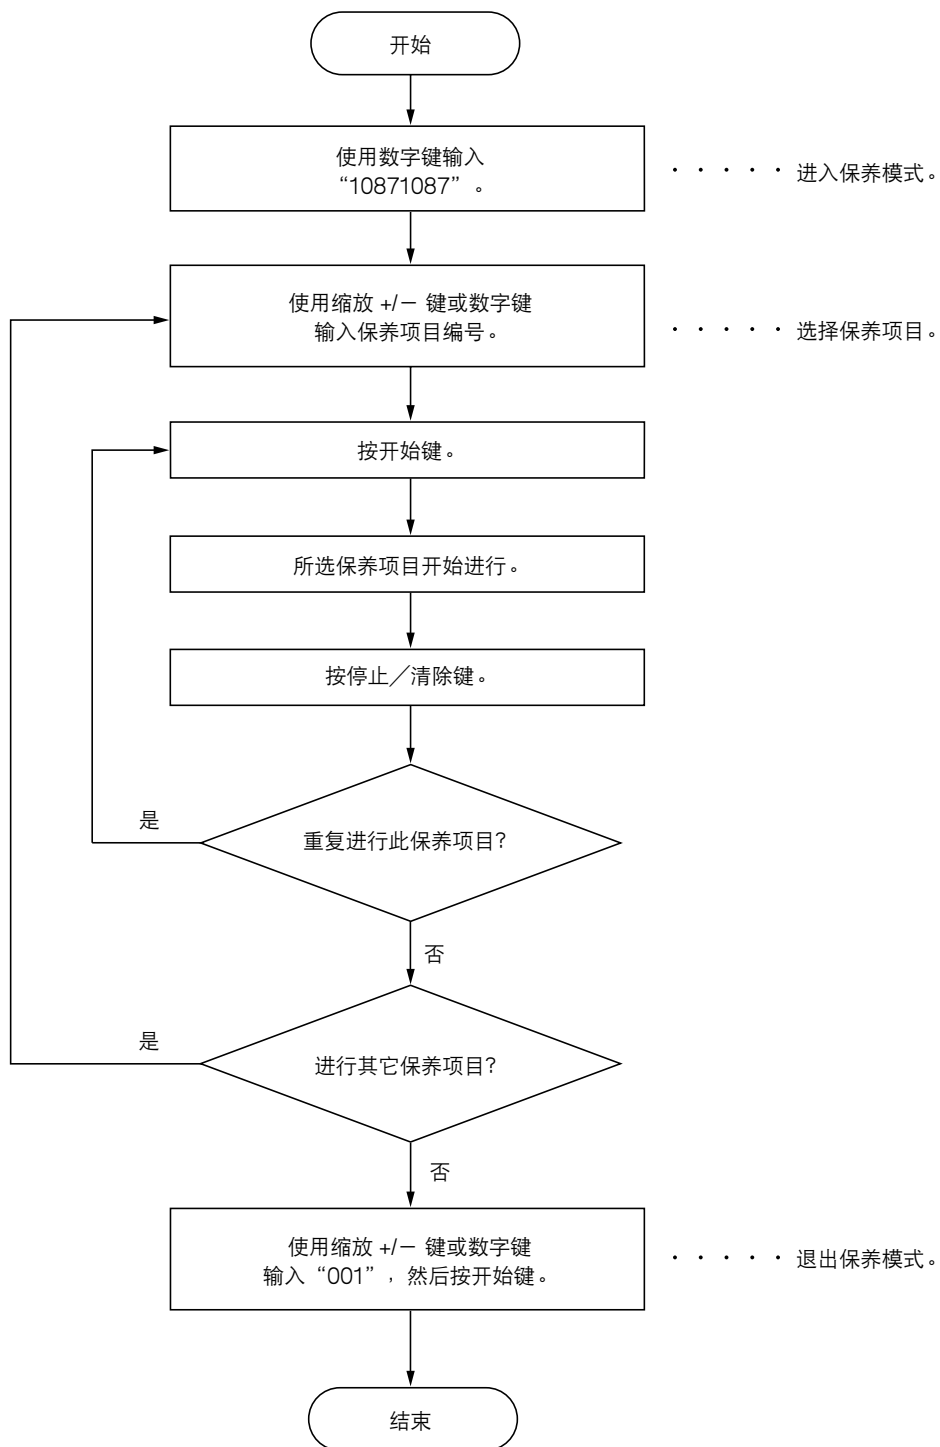 开始
使用数字键输入
“10871087”。
· · · · · 进入保养模式。
使用缩放 +/− 键或数字键
输入保养项目编号。
· · · · · 选择保养项目。
按开始键。
所选保养项目开始进行。
按停止／清除键。
是
重复进行此保养项目？
否
是
进行其它保养项目？
否
使用缩放 +/− 键或数字键
输入“001”，然后按开始键。
· · · · · 退出保养模式。
结束